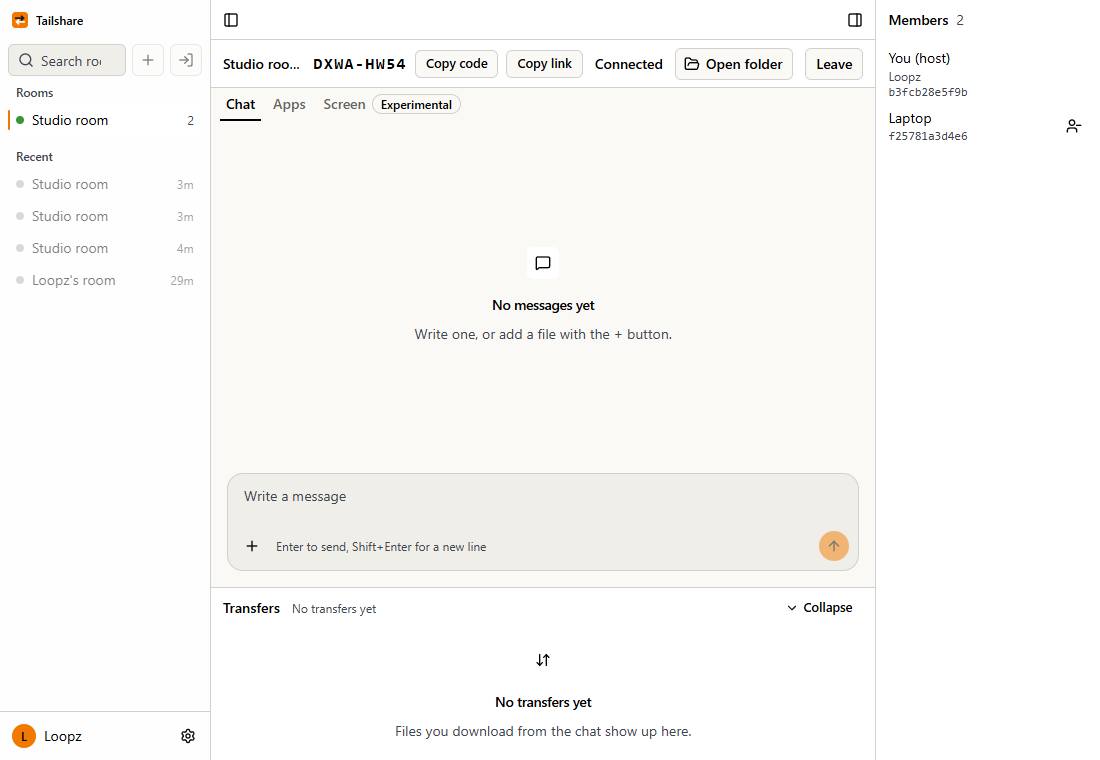 Tailshare
Search ro
Rooms
Studio room 2
Recent
Studio room 3m
Studio room 3m
Studio room 4m
Loopz's room 29m
L Loopz
Studio roo... DXWA-HW54 Copy code Copy link Connected Open folder Leave
Chat Apps Screen Experimental
No messages yet
Write one, or add a file with the + button.
Write a message
Enter to send, Shift+Enter for a new line
Transfers No transfers yet Collapse
No transfers yet
Files you download from the chat show up here.
Members 2
You (host)
Loopz
b3fcb28e5f9b
Laptop
f25781a3d4e6